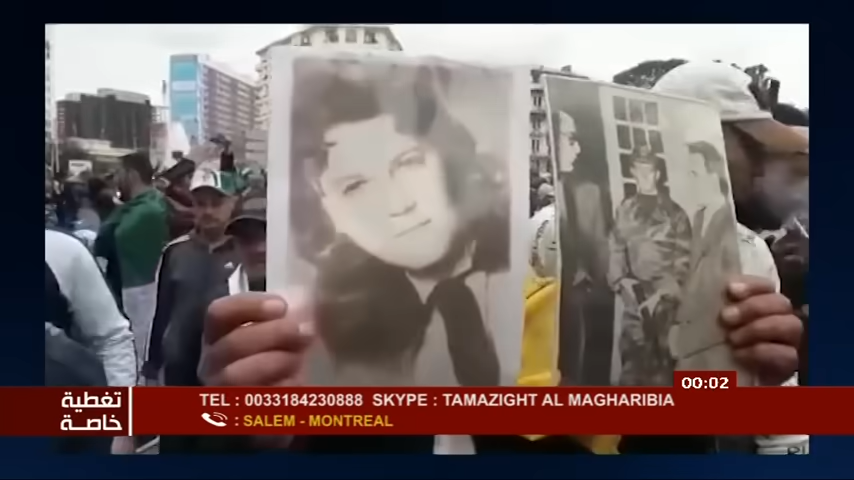 00:02
تغطية
خاصة
TEL : 0033184230888 SKYPE : TAMAZIGHT AL MAGHARIBIA
: SALEM - MONTREAL